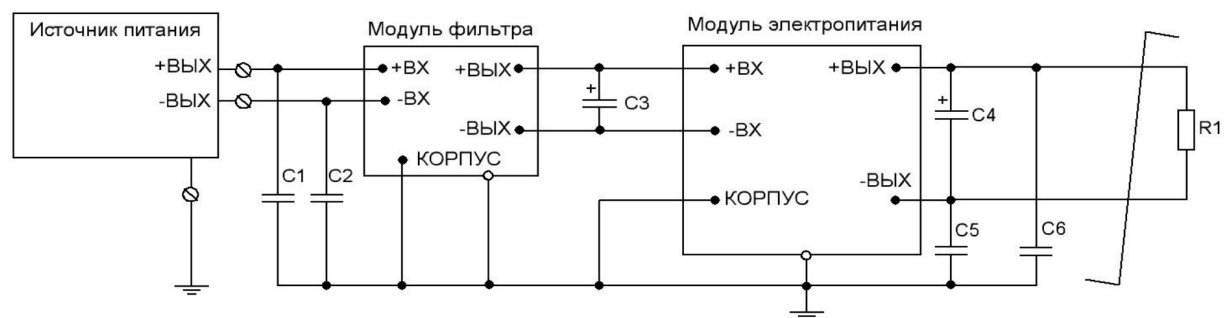 Источник питания
+ВЫХ
-ВЫХ
Модуль фильтра
+ВХ
-ВХ
+ВЫХ
-ВЫХ
КОРПУС
C1
C2
+
C3
Модуль электропитания
+ВХ
-ВХ
КОРПУС
+ВЫХ
-ВЫХ
+
C4
C5
C6
R1